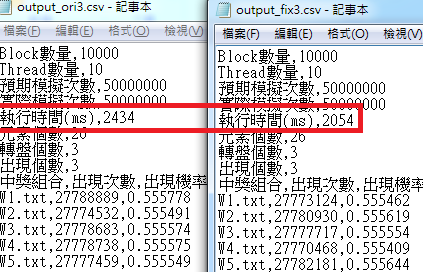 output_ori3.csv - 記事本
檔案(F) 編輯(E) 格式(O) 檢視(V)
Block數量,10000
Thread數量,10
預期模擬次數,50000000
實際模擬次數,50000000
執行時間(ms),2434
元素個數,26
轉盤個數,3
出現個數,3
中獎組合,出現次數,出現機率
W1.txt,27788889,0.555778
W2.txt,27774532,0.555491
W3.txt,27778683,0.555574
W4.txt,27778738,0.555575
W5.txt,27777459,0.555549
output_fix3.csv - 記事本
檔案(F) 編輯(E) 格式(O)
Block數量,10000
Thread數量,10
預期模擬次數,50000000
實際模擬次數,50000000
執行時間(ms),2054
元素個數,26
轉盤個數,3
出現個數,3
中獎組合,出現次數,出現機率
W1.txt,27773124,0.555462
W2.txt,27780930,0.555619
W3.txt,27777717,0.555554
W4.txt,27770468,0.555409
W5.txt,27782181,0.555644